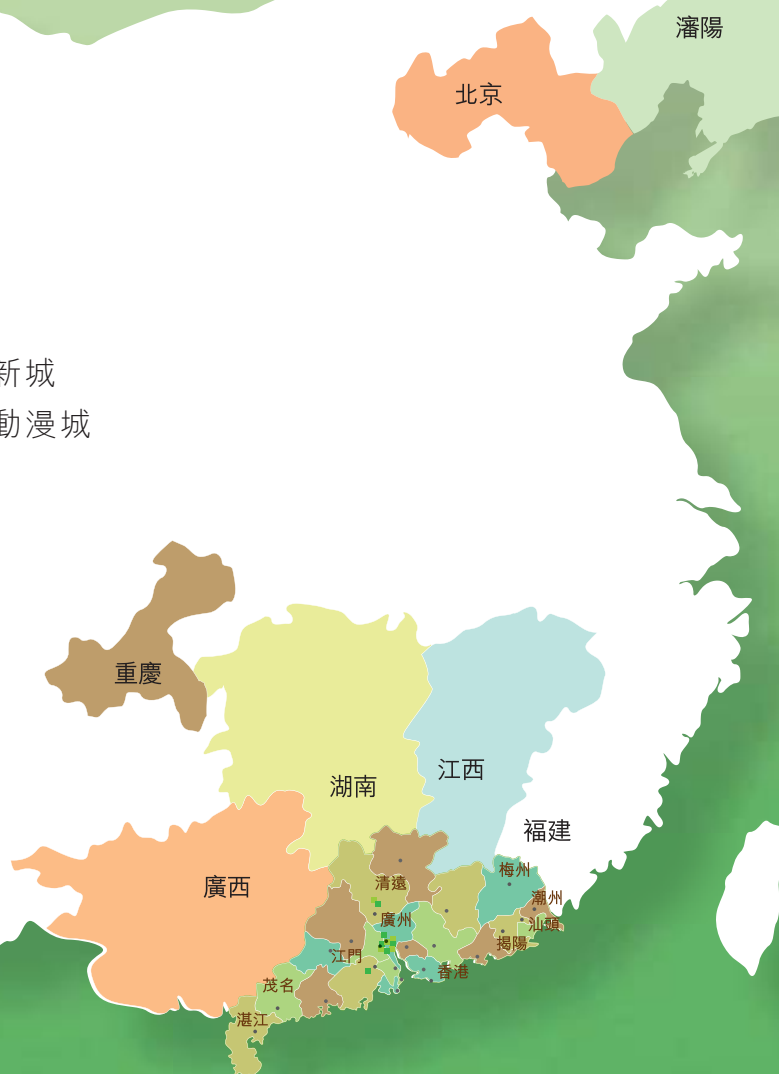 瀋陽
北京
新城
動漫城
重慶
江西
湖南
福建
廣西
梅州
清遠
潮州
廣州
汕頭
揭陽
江門
香港
茂名
湛江